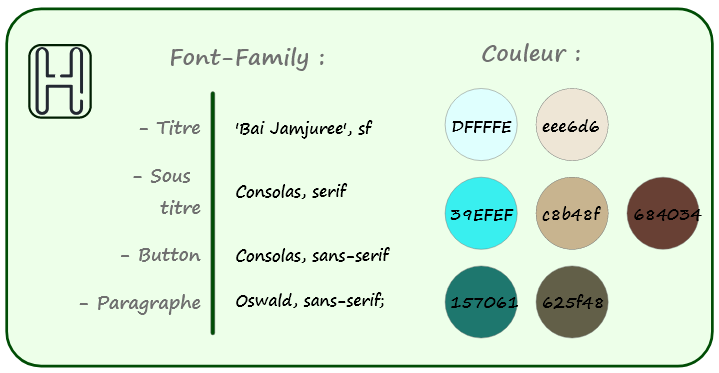 H
Font-Family :
Couleur :
- Titre
'Bai Jamjuree', sf
DFFFFE
eee6d6
- Sous
titre
Consolas, serif
39EFEF
c8b48f
684034
- Button
Consolas, sans-serif
- Paragraphe
Oswald, sans-serif;
157061
625f48